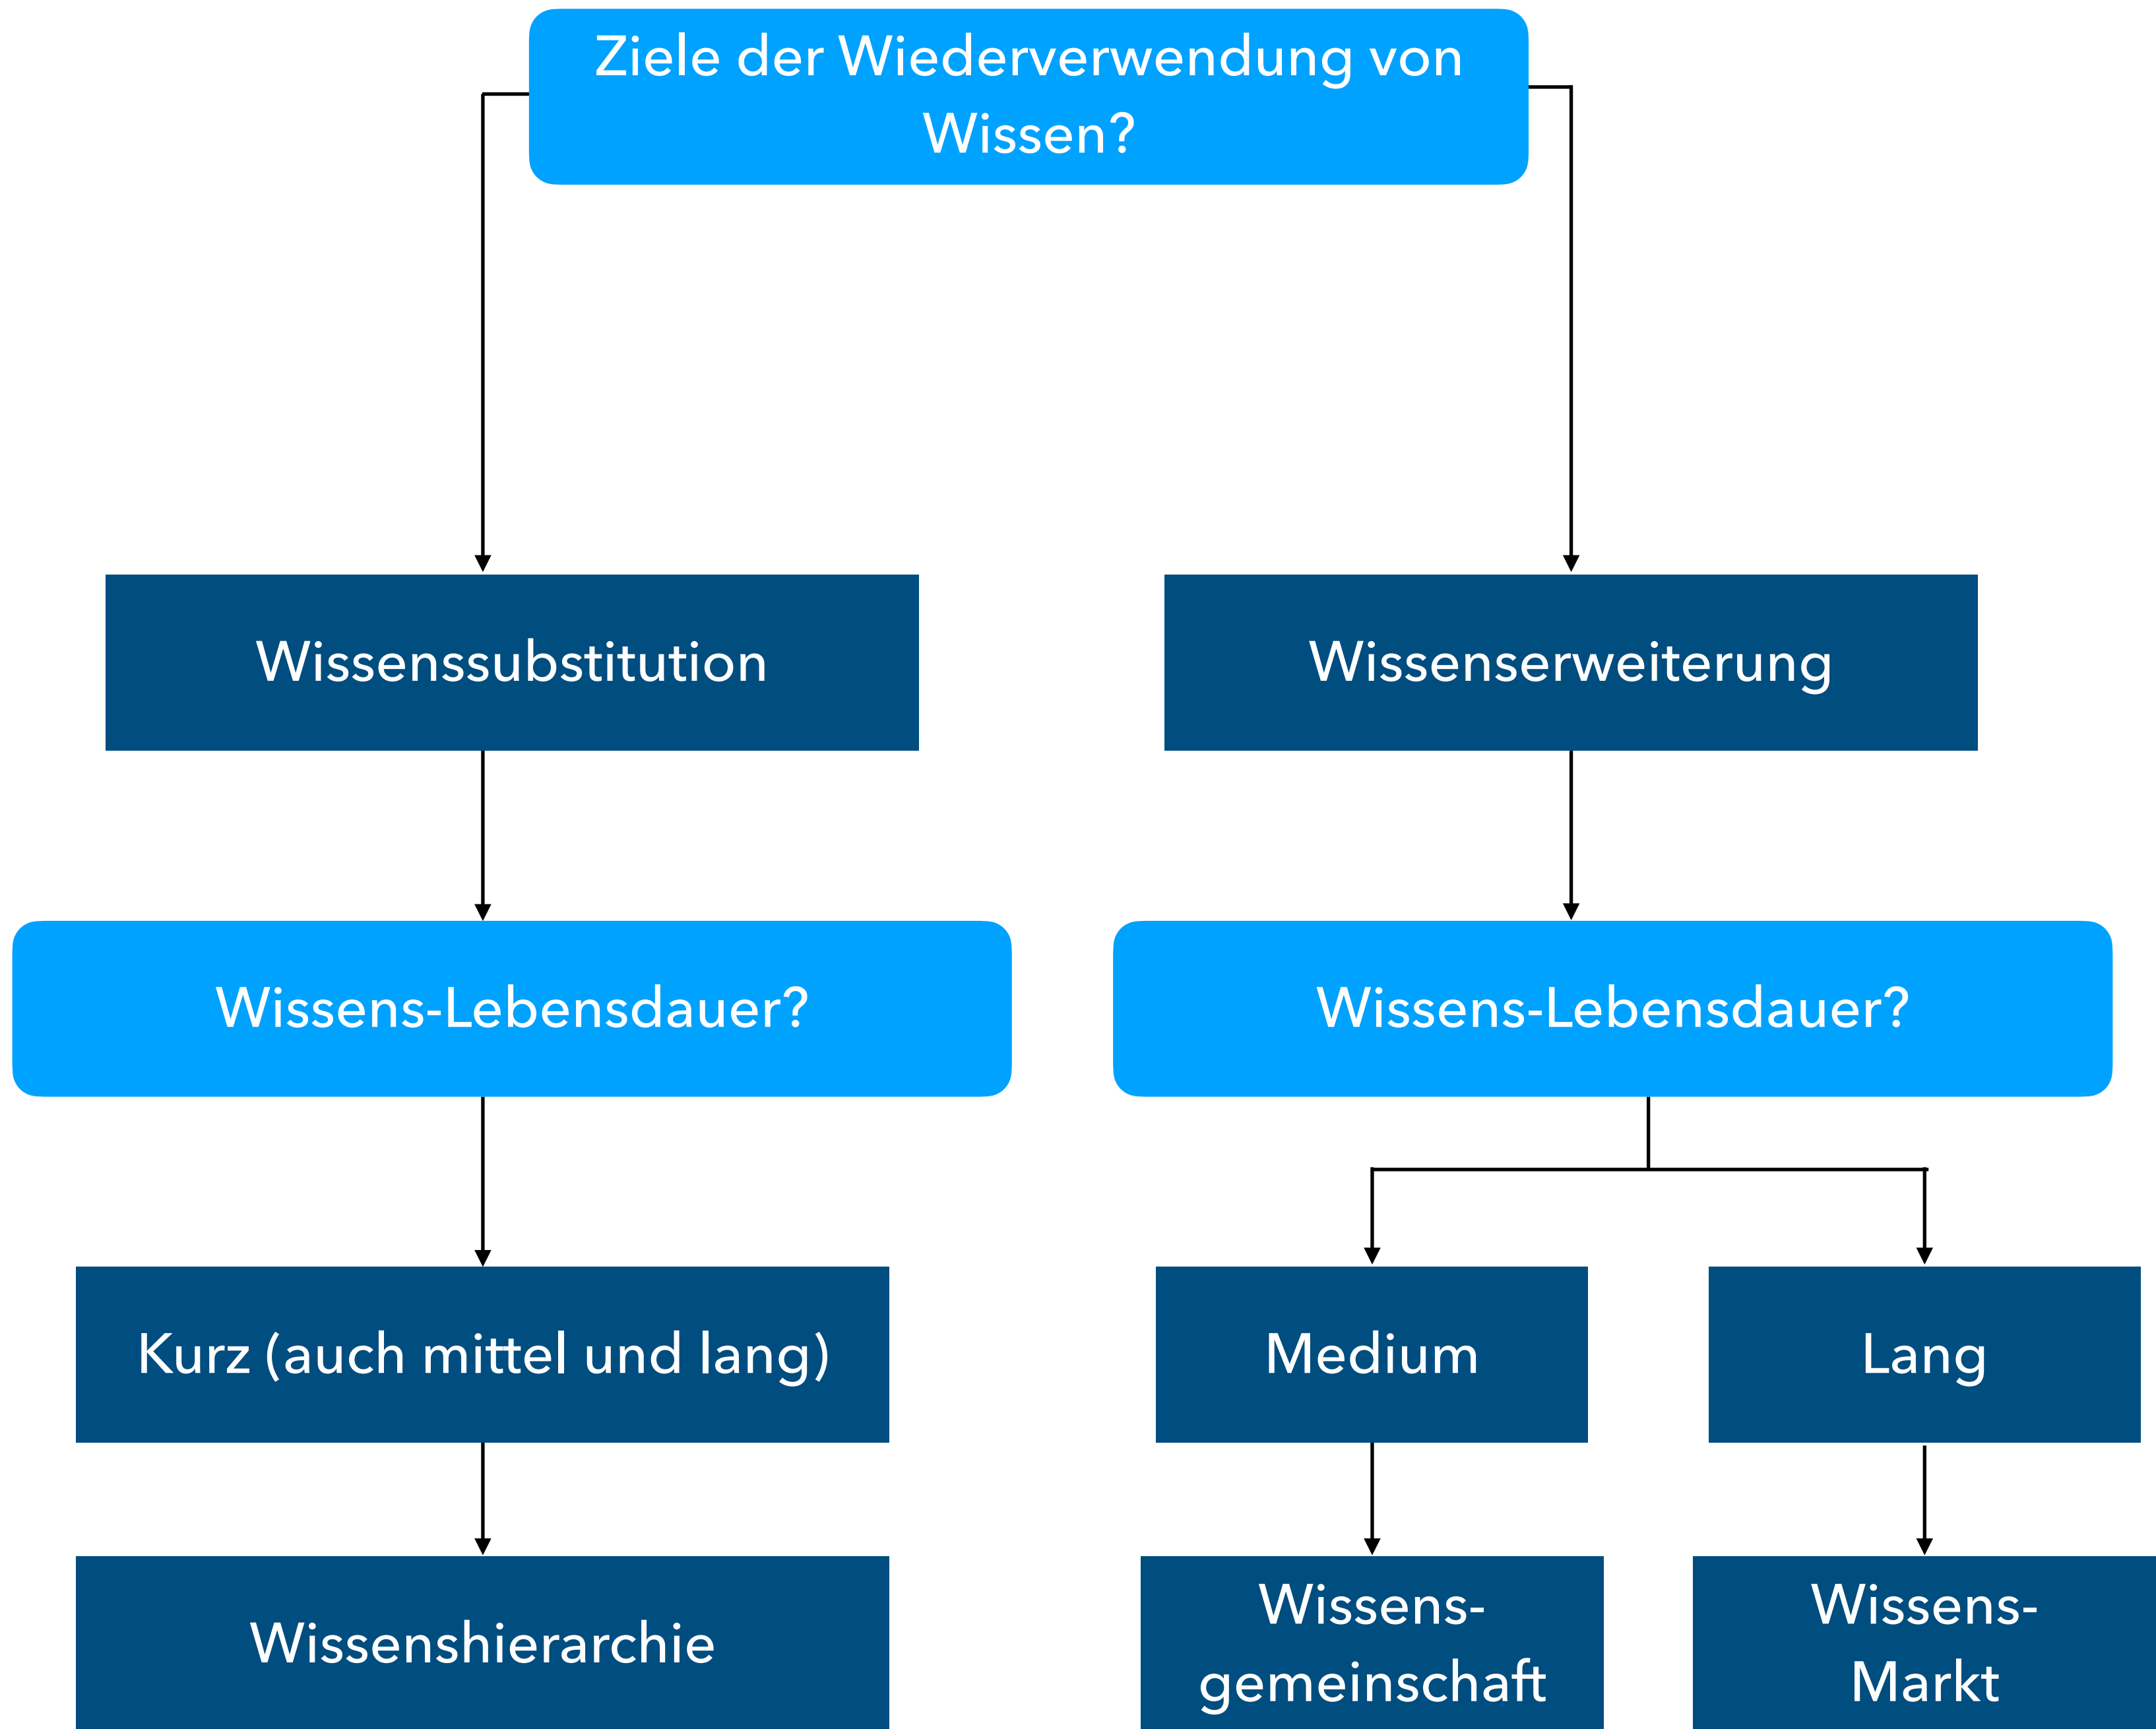 Ziele der Wiederverwendung von
Wissen?
Wissenssubstitution
Wissenserweiterung
Wissens-Lebensdauer?
Wissens-Lebensdauer?
Kurz (auch mittel und lang)
Medium
Lang
Wissenshierarchie
Wissens-
gemeinschaft
Wissens-
Markt